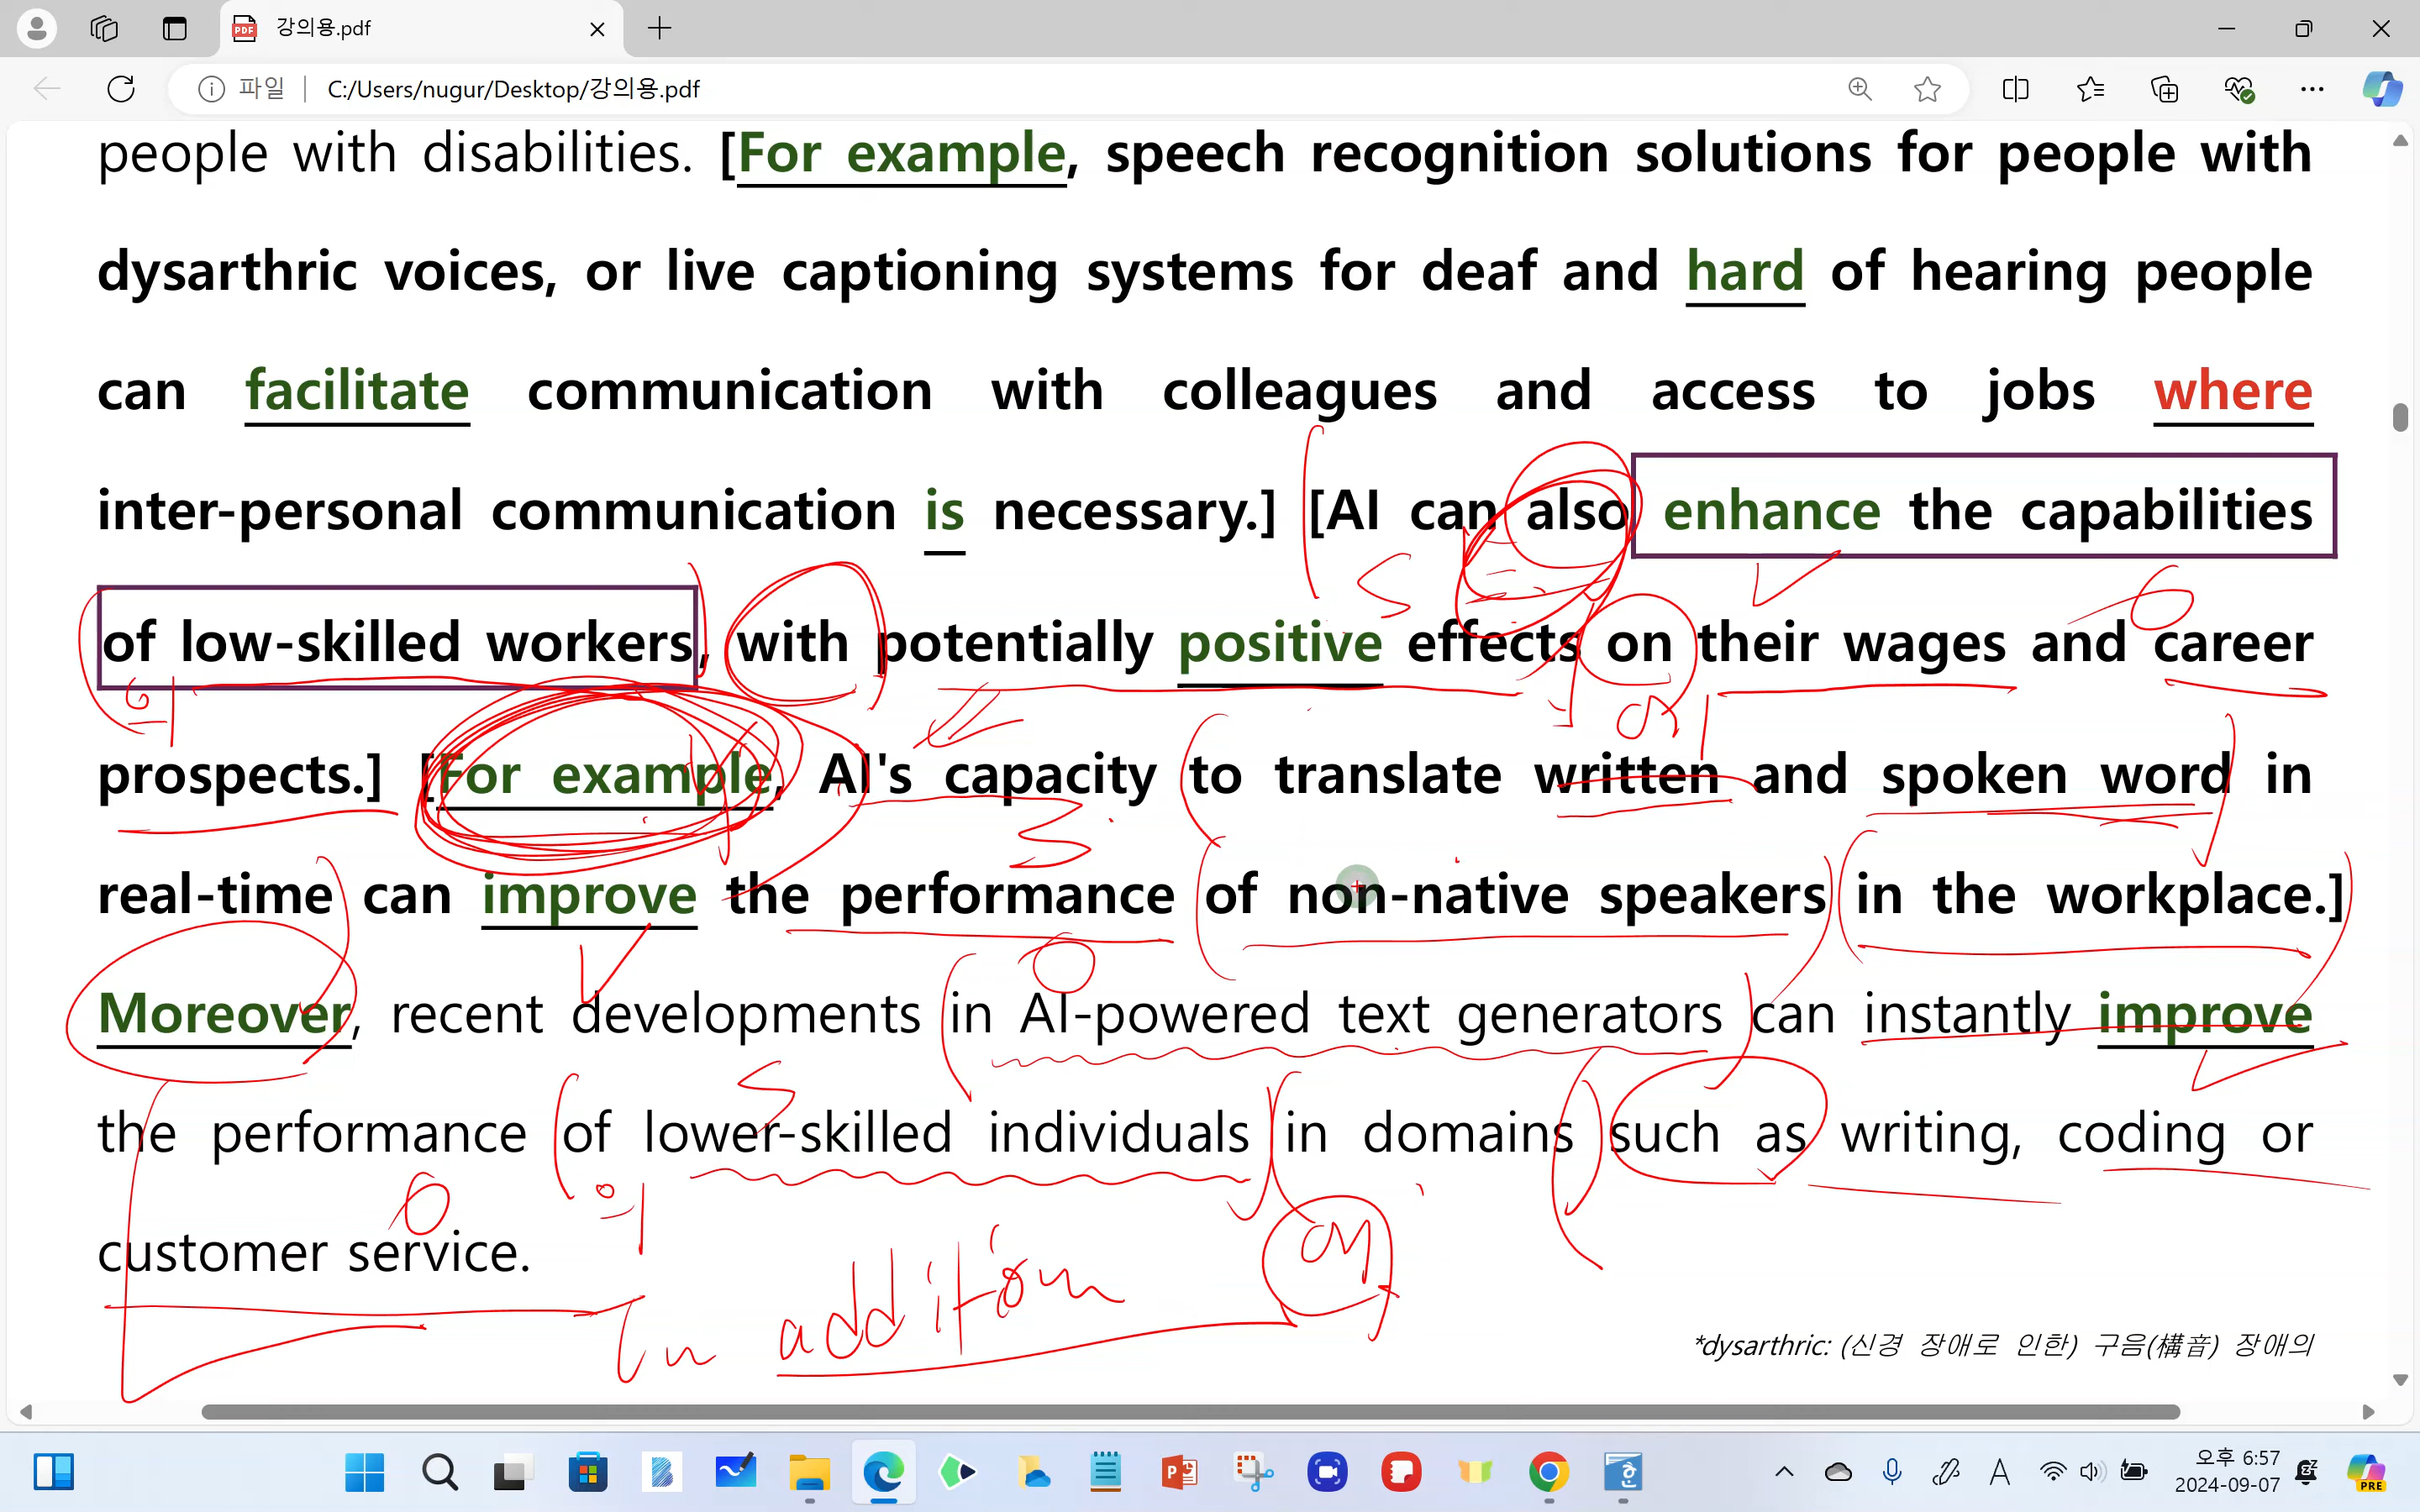 강의용.pdf
파일 C:/Users/nugur/Desktop/강의용.pdf
people with disabilities. [For example, speech recognition solutions for people with
dysarthric voices, or live captioning systems for deaf and hard of hearing people
can facilitate communication with colleagues and access to jobs where
inter-personal communication is necessary.] [AI can also enhance the capabilities
of low-skilled workers, with potentially positive effects on their wages and career
prospects.] [For example, AI's capacity to translate written and spoken word in
real-time can improve the performance of non-native speakers in the workplace.]
Moreover, recent developments in AI-powered text generators can instantly improve
the performance of lower-skilled individuals in domains such as writing, coding or
customer service.
In addition
*dysarthric: (신경 장애로 인한) 구음(構音) 장애의
오후 6:57
2024-09-07